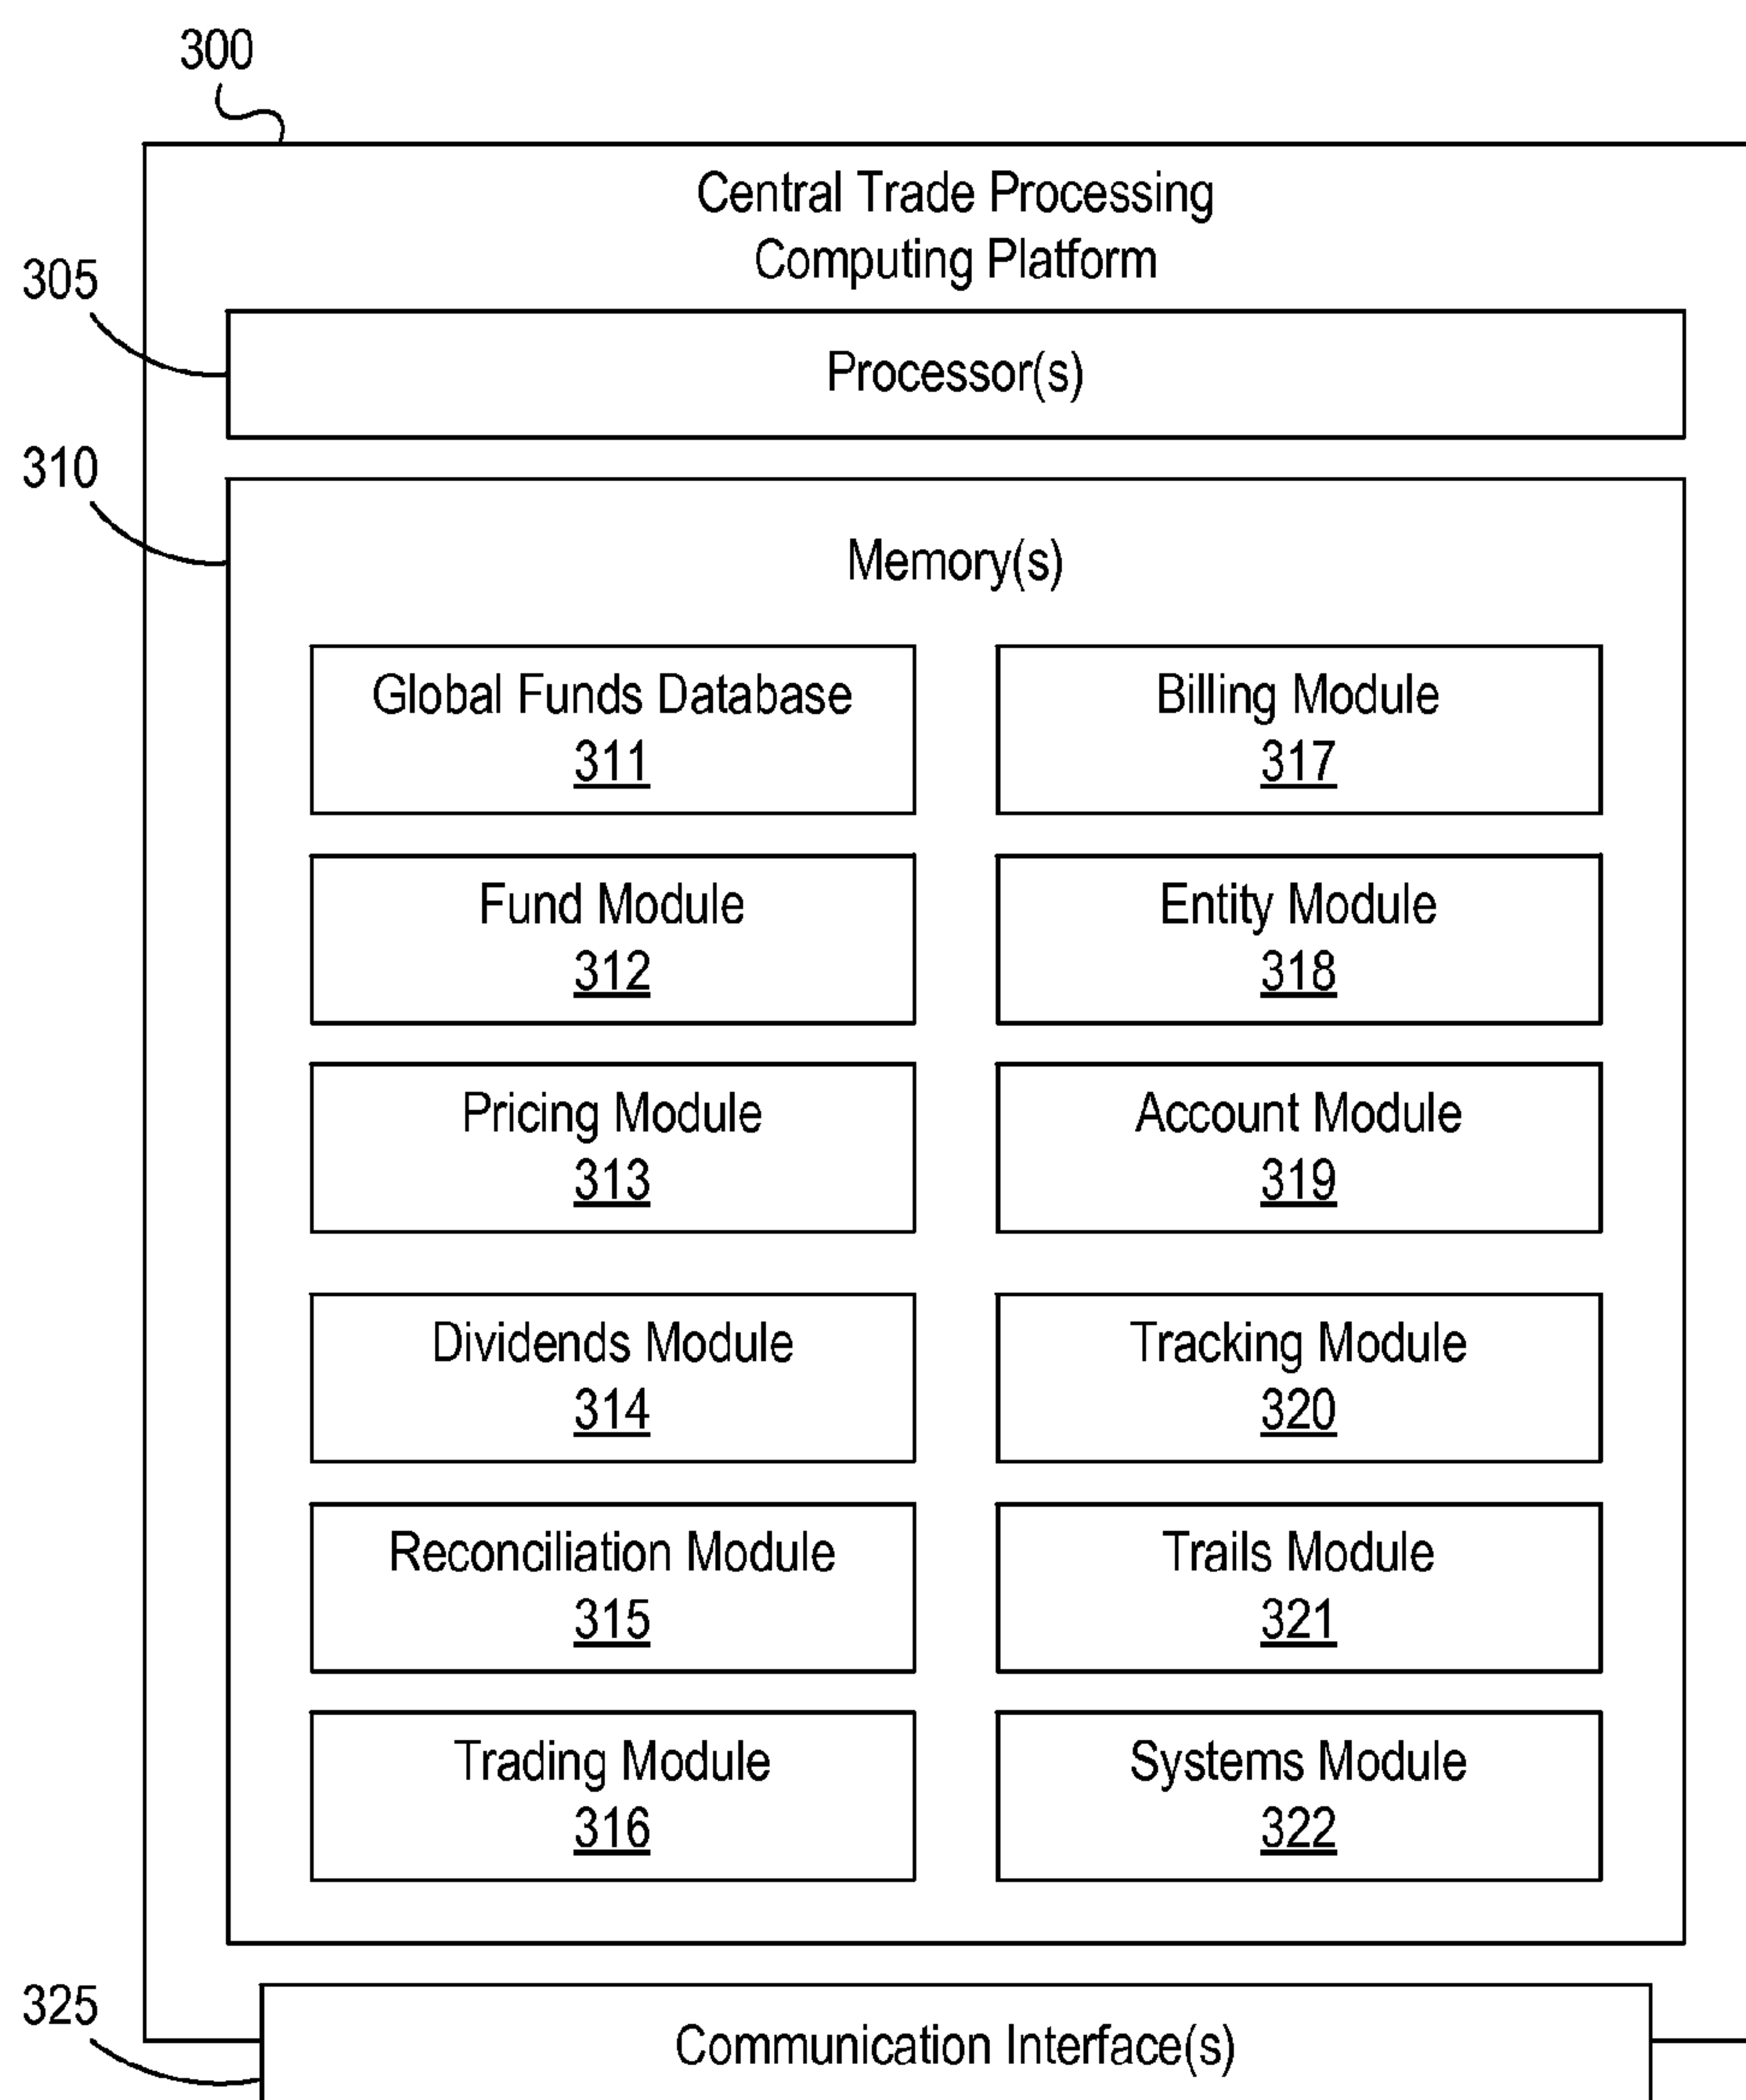 300
Central Trade Processing
Computing Platform
305
Processor(s)
310
Memory(s)
Global Funds Database
311
Billing Module
317
Fund Module
312
Entity Module
318
Pricing Module
313
Account Module
319
Dividends Module
314
Tracking Module
320
Reconciliation Module
315
Trails Module
321
Trading Module
316
Systems Module
322
325
Communication Interface(s)